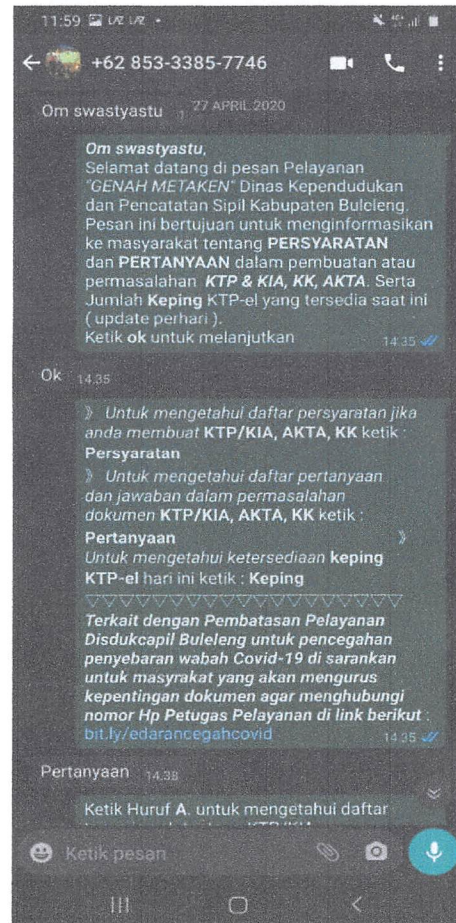 11:59
+62 853-3385-7746
27 APRIL 2020
Om swastyastu
Om swastyastu,
Selamat datang di pesan Pelayanan
"GENAH METAKEN" Dinas Kependudukan
dan Pencatatan Sipil Kabupaten Buleleng.
Pesan ini bertujuan untuk menginformasikan
ke masyarakat tentang PERSYARATAN
dan PERTANYAAN dalam pembuatan atau
permasalahan KTP & KIA, KK, AKTA. Serta
Jumlah Keping KTP-el yang tersedia saat ini
( update perhari ).
Ketik ok untuk melanjutkan
14.35
Ok 14.35
》 Untuk mengetahui daftar persyaratan jika
anda membuat KTP/KIA, AKTA, KK ketik :
Persyaratan
》 Untuk mengetahui daftar pertanyaan
dan jawaban dalam permasalahan
dokumen KTP/KIA, AKTA, KK ketik :
Pertanyaan 》
Untuk mengetahui ketersediaan keping
KTP-el hari ini ketik : Keping
▽▽▽▽▽▽▽▽▽▽▽▽▽▽▽▽▽▽
Terkait dengan Pembatasan Pelayanan
Disdukcapil Buleleng untuk pencegahan
penyebaran wabah Covid-19 di sarankan
untuk masyrakat yang akan mengurus
kepentingan dokumen agar menghubungi
nomor Hp Petugas Pelayanan di link berikut :
bit.ly/edarancegahcovid
14.35
Pertanyaan 14.38
Ketik Huruf A. untuk mengetahui daftar
Ketik pesan